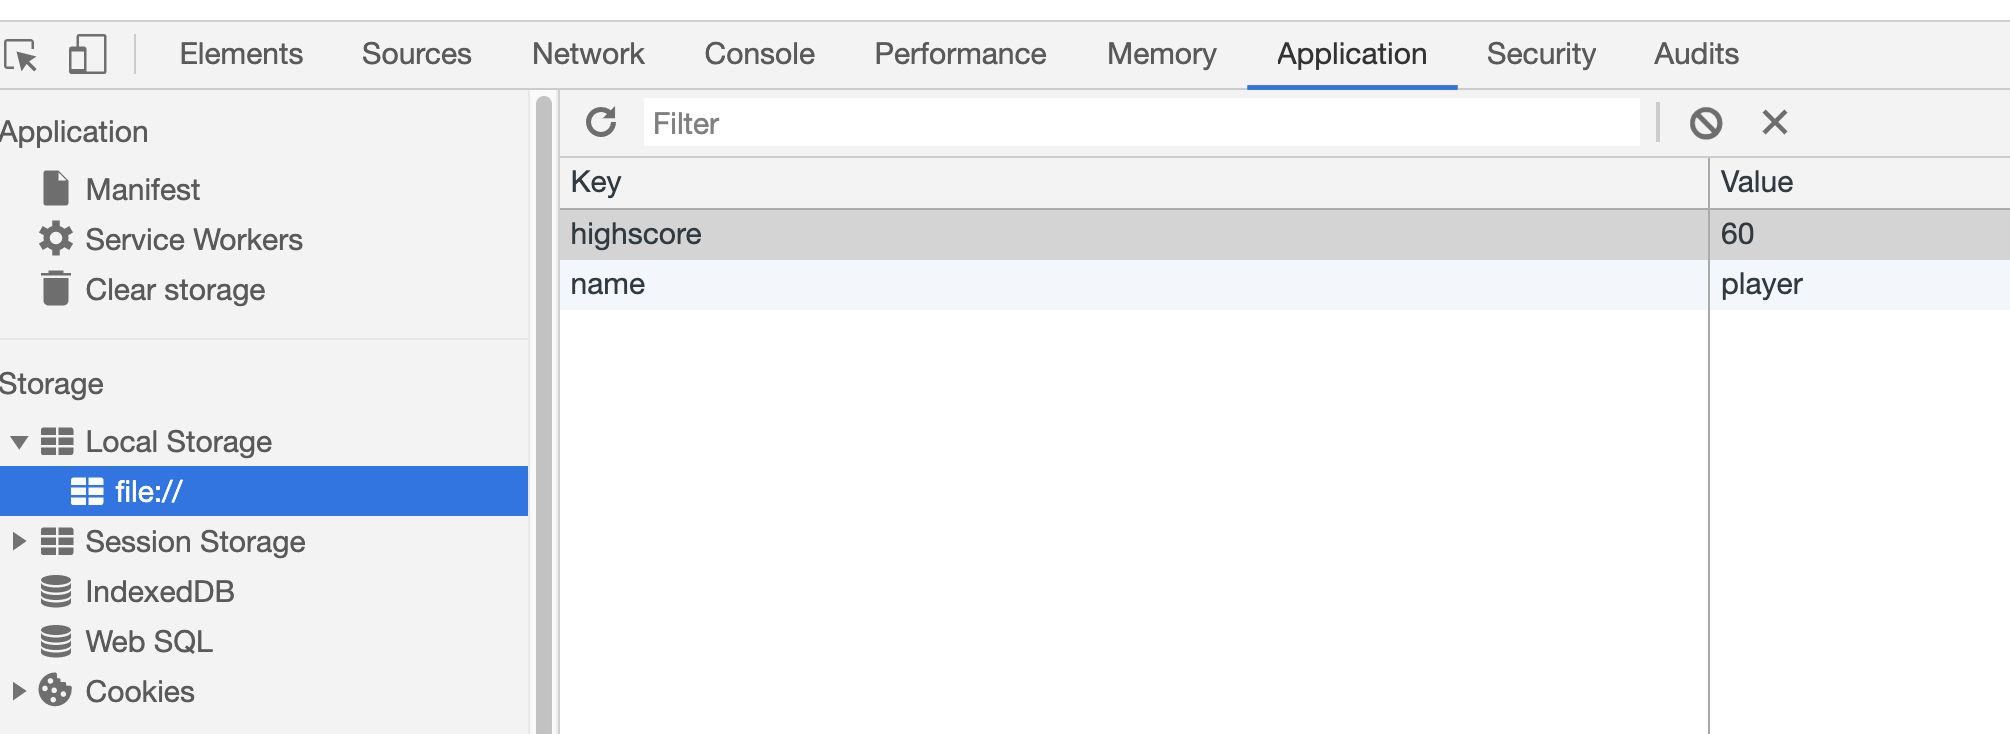 Elements Sources Network Console Performance Memory Application Security Audits
Application
Manifest
Service Workers
Clear storage
Storage
Local Storage
file://
Session Storage
IndexedDB
Web SQL
Cookies
Filter
Key Value
highscore 60
name player